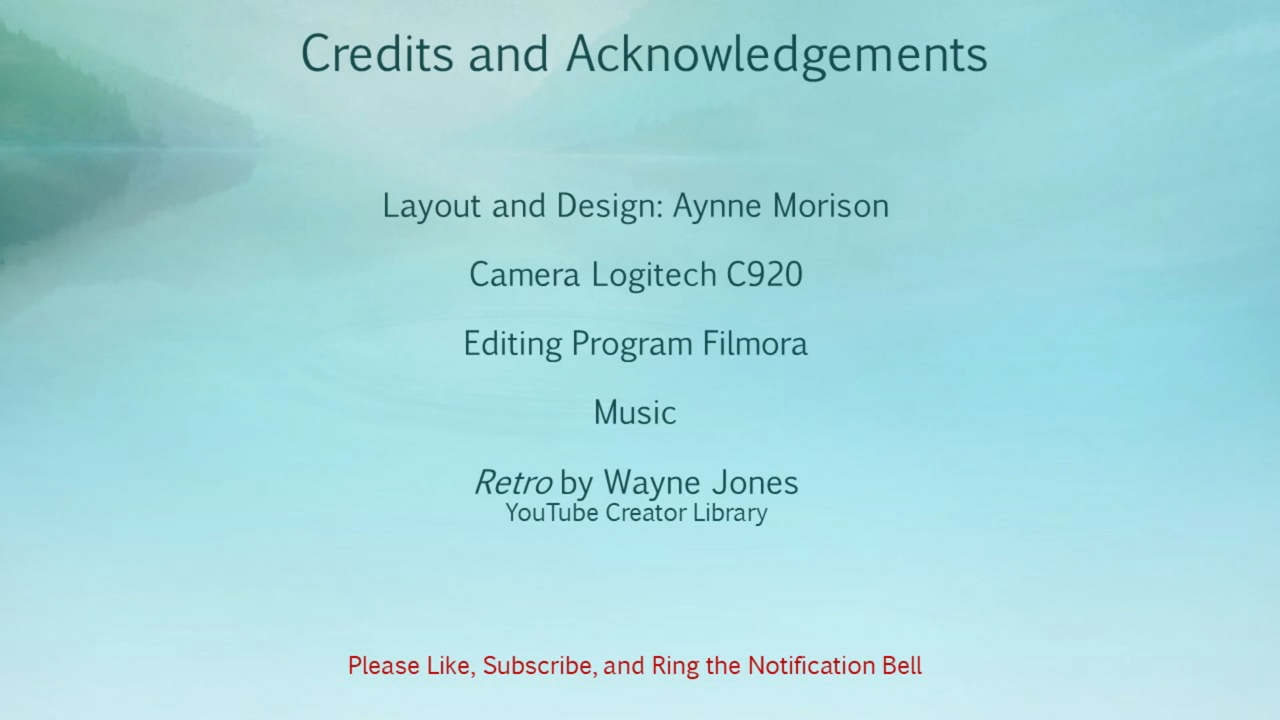 Credits and Acknowledgements
Layout and Design: Aynne Morison
Camera Logitech C920
Editing Program Filmora
Music
Retro by Wayne Jones
YouTube Creator Library
Please Like, Subscribe, and Ring the Notification Bell